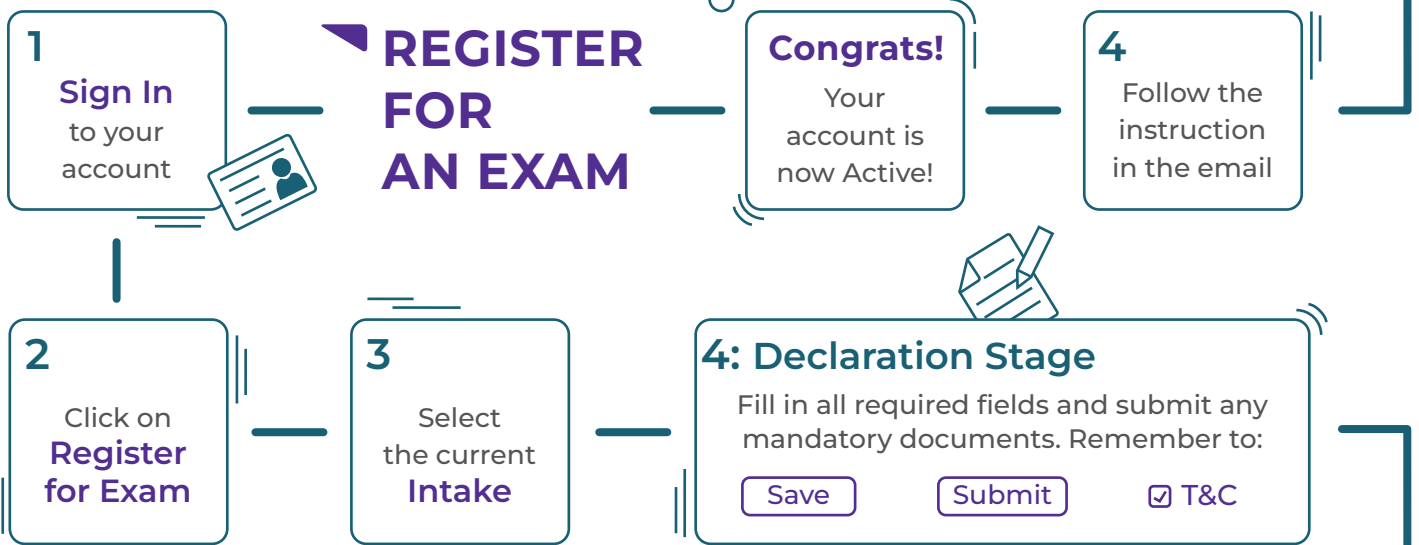 1
Sign In
to your
account
REGISTER
FOR
AN EXAM
Congrats!
Your
account is
now Active!
4
Follow the
instruction
in the email
2
Click on
Register
for Exam
3
Select
the current
Intake
4: Declaration Stage
Fill in all required fields and submit any
mandatory documents. Remember to:
Save
Submit
T&C